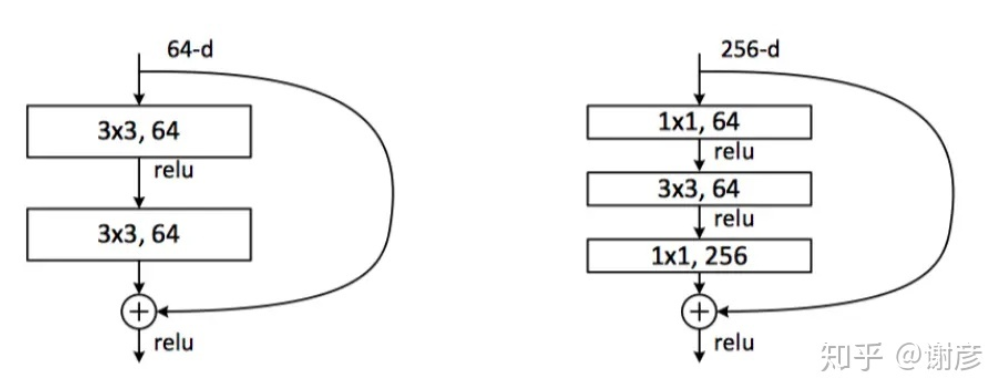 64-d
3x3, 64
relu
3x3, 64
relu
256-d
1x1, 64
relu
3x3, 64
relu
1x1, 256
relu
知乎 @谢彦